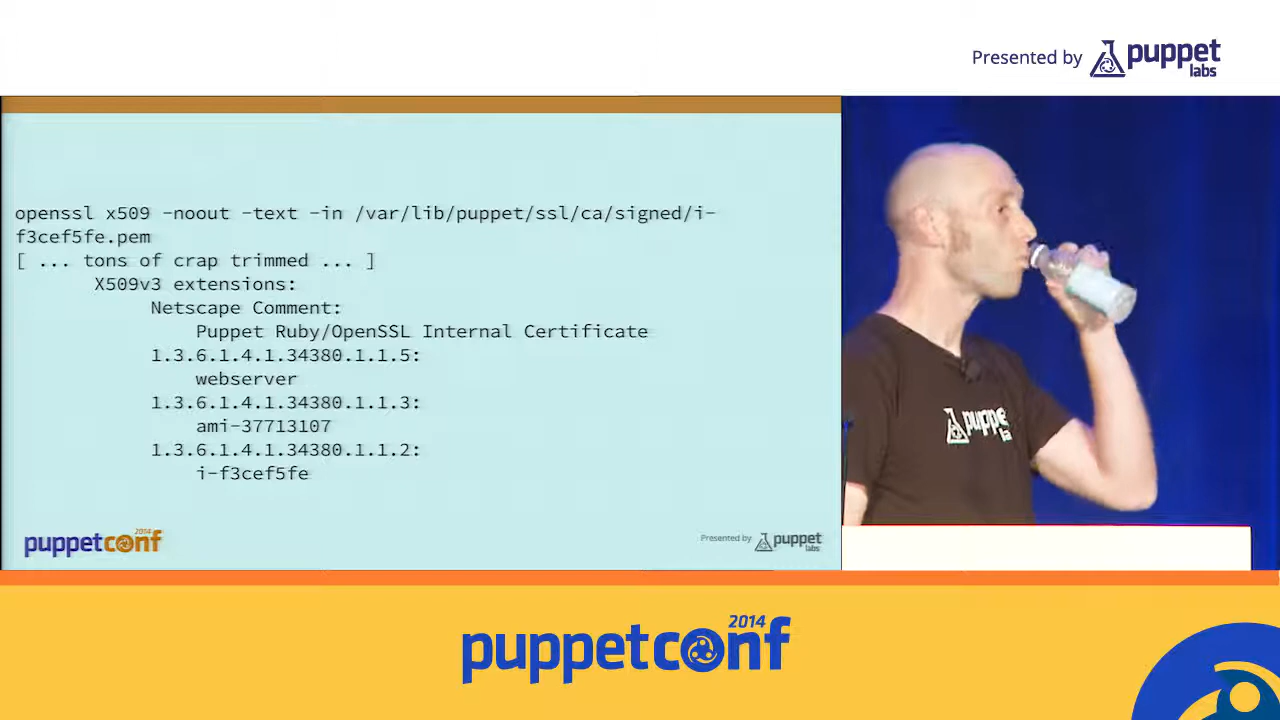 Presented by puppet labs
openssl x509 -noout -text -in /var/lib/puppet/ssl/ca/signed/i-
f3cef5fe.pem
[ ... tons of crap trimmed ... ]
X509v3 extensions:
Netscape Comment:
Puppet Ruby/OpenSSL Internal Certificate
1.3.6.1.4.1.34380.1.1.5:
webserver
1.3.6.1.4.1.34380.1.1.3:
ami-37713107
1.3.6.1.4.1.34380.1.1.2:
i-f3cef5fe
puppet
puppetconf 2014
Presented by puppet labs
puppetconf 2014